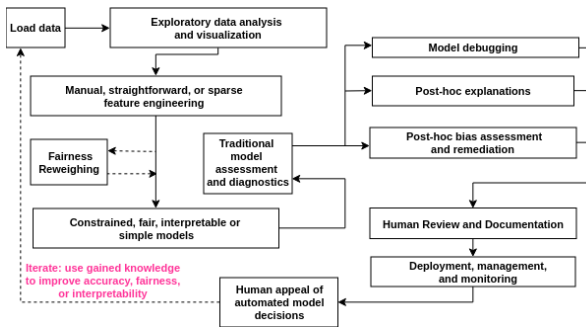 Load data
Exploratory data analysis
and visualization
Manual, straightforward, or sparse
feature engineering
Fairness
Reweighing
Constrained, fair, interpretable or
simple models
Traditional
model
assessment
and diagnostics
Model debugging
Post-hoc explanations
Post-hoc bias assessment
and remediation
Human Review and Documentation
Deployment, management,
and monitoring
Human appeal of
automated model
decisions
Iterate: use gained knowledge
to improve accuracy, fairness,
or interpretability